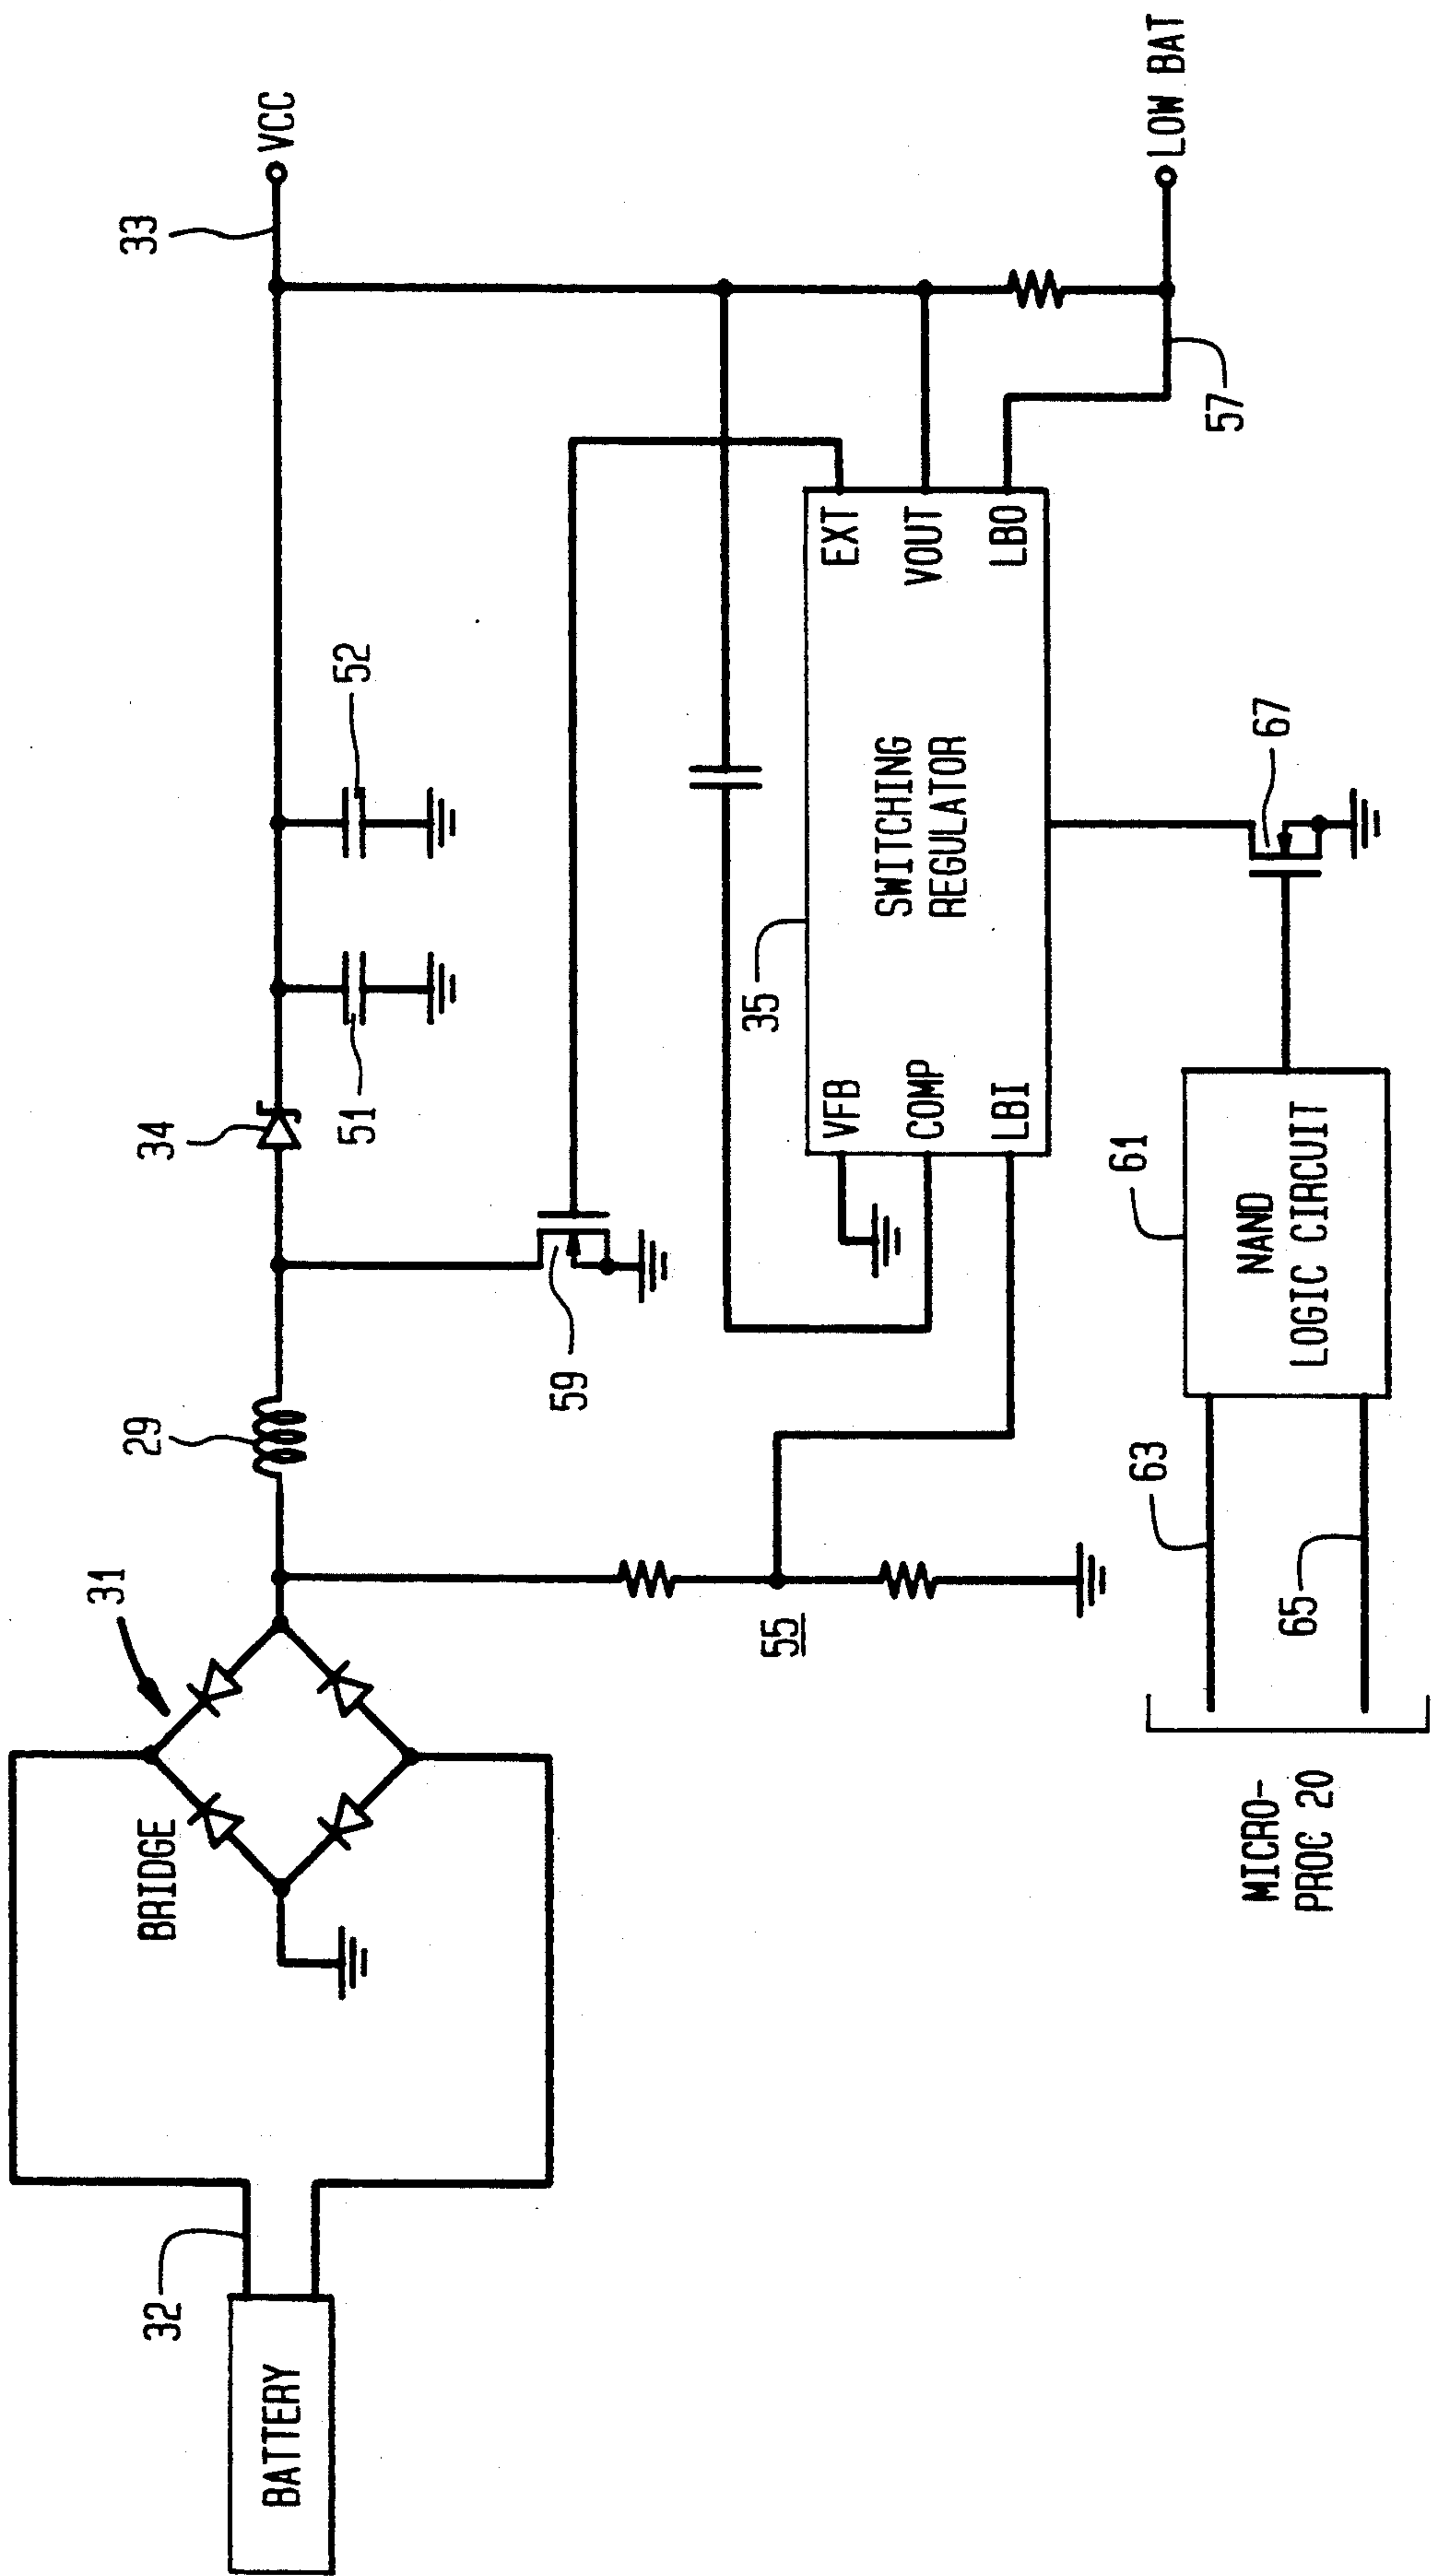 BATTERY
32
BRIDGE
31
29
34
51
52
33
VCC
59
55
35
VFB
COMP
LBI
SWITCHING
REGULATOR
EXT
VOUT
LBO
57
LOW BAT
MICRO-
PROC 20
63
65
61
NAND
LOGIC CIRCUIT
67